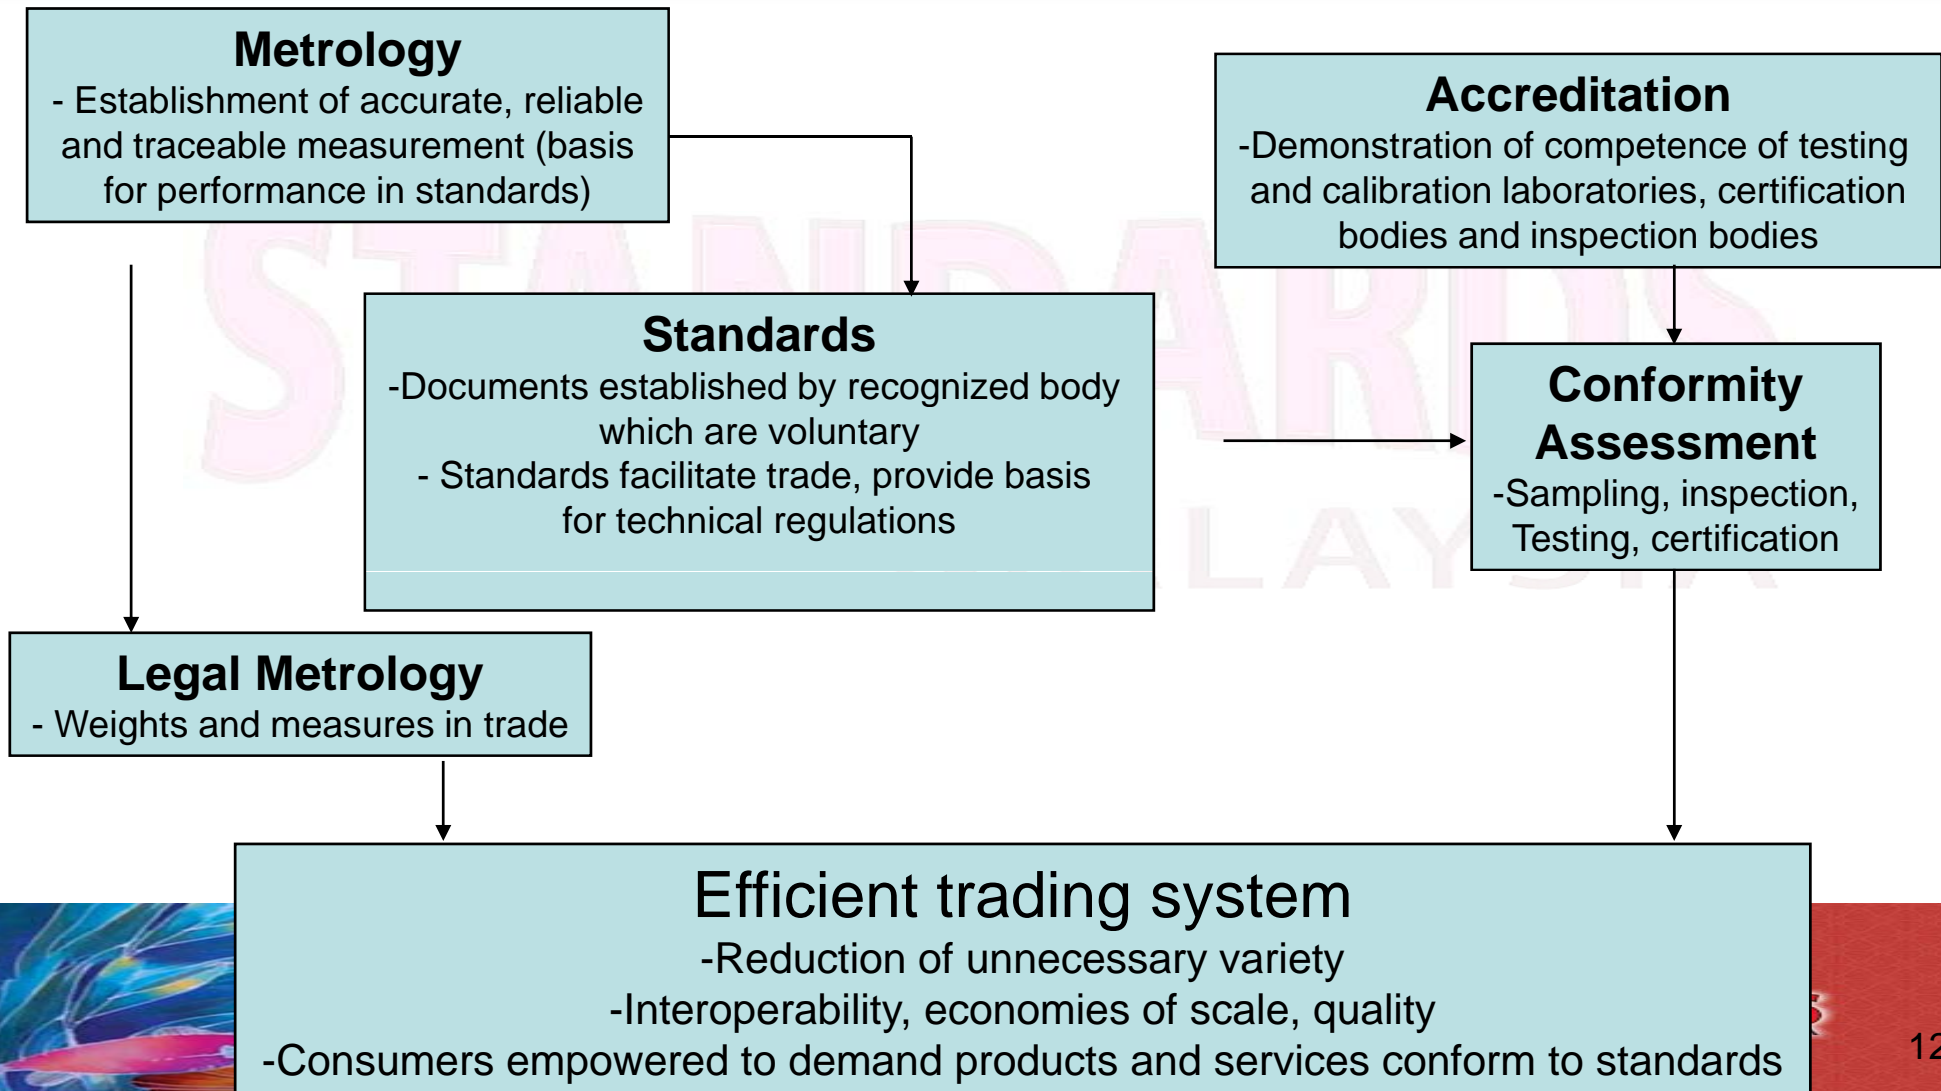 Metrology
- Establishment of accurate, reliable
and traceable measurement (basis
for performance in standards)
Accreditation
-Demonstration of competence of testing
and calibration laboratories, certification
bodies and inspection bodies
Standards
-Documents established by recognized body
which are voluntary
- Standards facilitate trade, provide basis
for technical regulations
Conformity
Assessment
-Sampling, inspection,
Testing, certification
Legal Metrology
- Weights and measures in trade
Efficient trading system
-Reduction of unnecessary variety
-Interoperability, economies of scale, quality
-Consumers empowered to demand products and services conform to standards
12